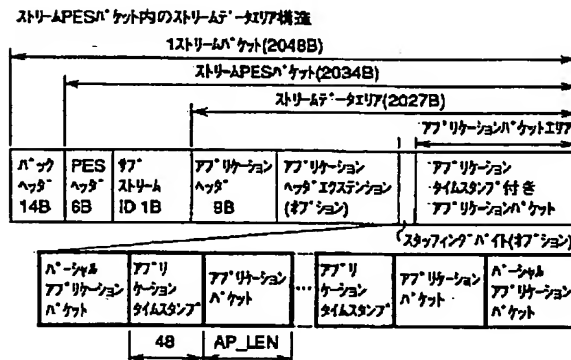 ストリームPESパケット内のストリームデータエリア構造
1ストリームパケット(2048B)
ストリームPESパケット(2034B)
ストリームデータエリア(2027B)
アプリケーションパケットエリア
パック
ヘッダ
14B
PES
ヘッダ
6B
サブ
ストリーム
ID 1B
アプリケーション
ヘッダ
9B
アプリケーション
ヘッダエクステンション
(オプション)
アプリケーション
タイムスタンプ付き
アプリケーションパケット
スタッフィングバイト(オプション)
パーシャル
アプリケーション
パケット
アプリ
ケーション
タイムスタンプ
アプリケーション
パケット
...
アプリ
ケーション
タイムスタンプ
アプリケーション
パケット
パーシャル
アプリケーション
パケット
48
AP_LEN